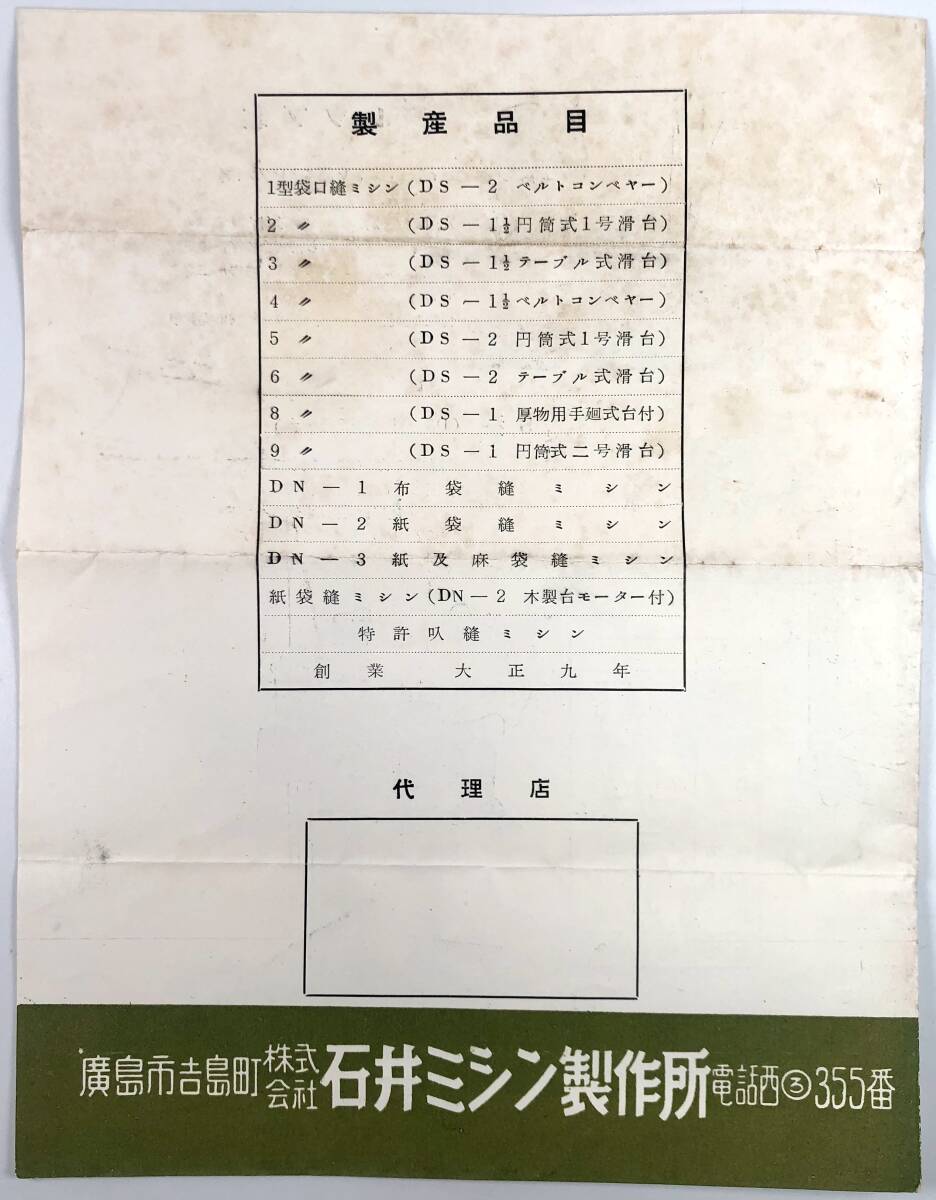 製産品目
1型袋口縫ミシン(DS－2 ベルトコンベヤー)
2 〃 (DS－1½円筒式1号滑台)
3 〃 (DS－1½テーブル式滑台)
4 〃 (DS－1½ベルトコンベヤー)
5 〃 (DS－2 円筒式1号滑台)
6 〃 (DS－2 テーブル式滑台)
8 〃 (DS－1 厚物用手廻式台付)
9 〃 (DS－1 円筒式二号滑台)
DN－1布袋縫ミシン
DN－2紙袋縫ミシン
DN－3紙及麻袋縫ミシン
紙袋縫ミシン(DN－2 木製台モーター付)
特許叺縫ミシン
創業 大正九年
代理店
廣島市吉島町 株式会社 石井ミシン製作所 電話西③355番